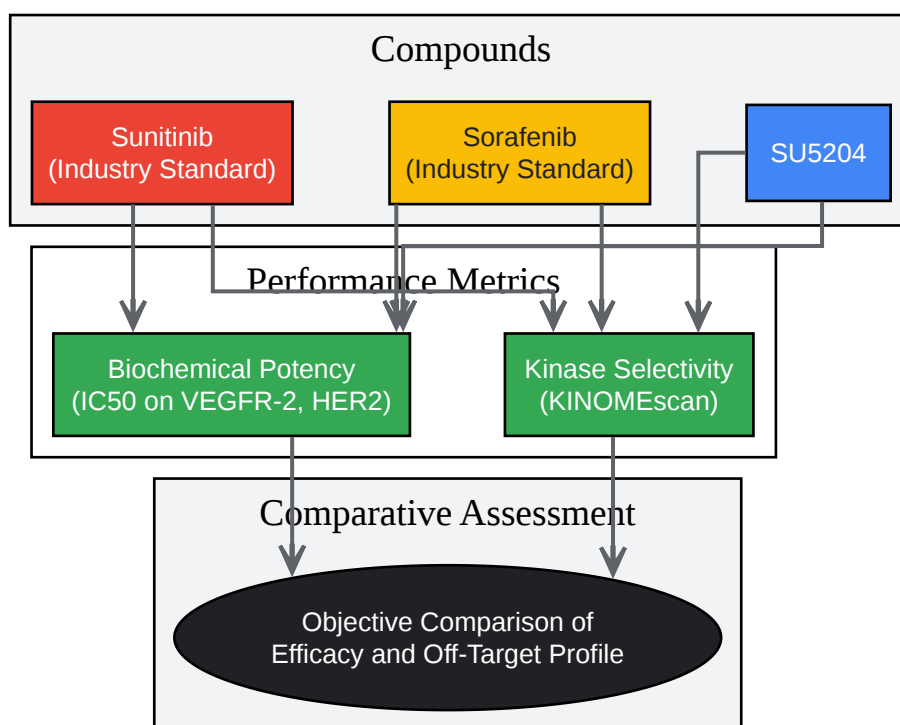 Compounds
Sunitinib
(Industry Standard)
Sorafenib
(Industry Standard)
SU5204
Performance Metrics
Biochemical Potency
(IC50 on VEGFR-2, HER2)
Kinase Selectivity
(KINOMEscan)
Comparative Assessment
Objective Comparison of
Efficacy and Off-Target Profile